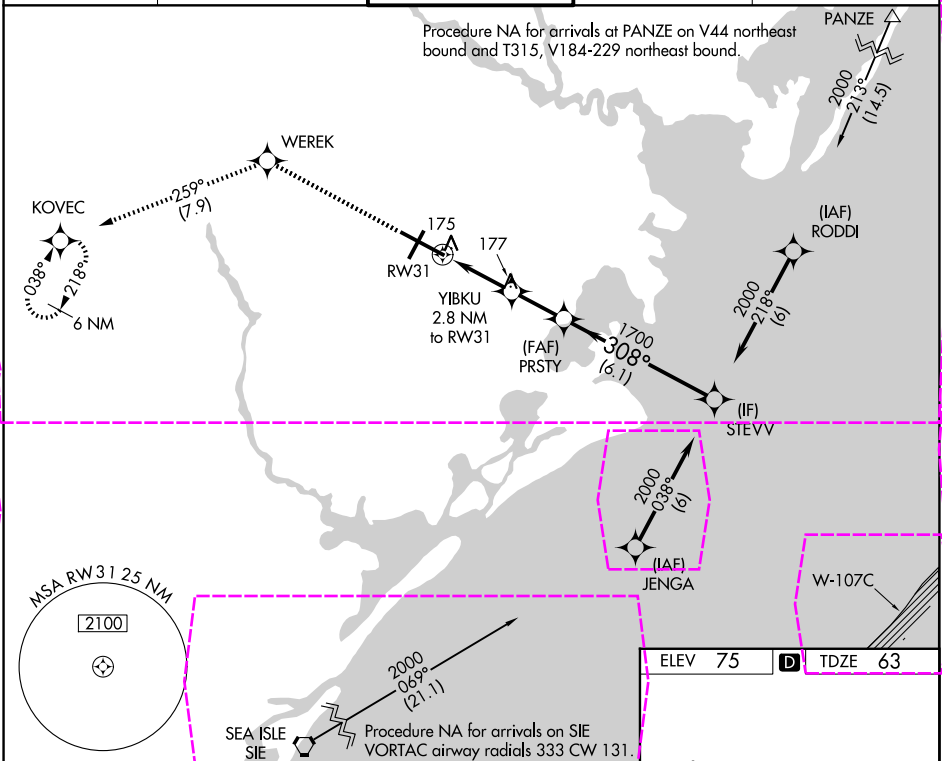 Procedure NA for arrivals at PANZE on V44 northeast
bound and T315, V184-229 northeast bound.
PANZE
2000
213°
(14.5)
WEREK
259°
(7.9)
KOVEC
038°
218°
6 NM
175
RW31
177
YIBKU
2.8 NM
to RW31
(FAF)
PRSTY
1700
308°
(6.1)
(IAF)
RODDI
2000
218°
(6)
(IF)
STEVV
2000
038°
(6)
(IAF)
JENGA
W-107C
MSA RW31 25 NM
2100
2000
069°
(21.1)
SEA ISLE
SIE
Procedure NA for arrivals on SIE
VORTAC airway radials 333 CW 131.
ELEV 75
D
TDZE 63